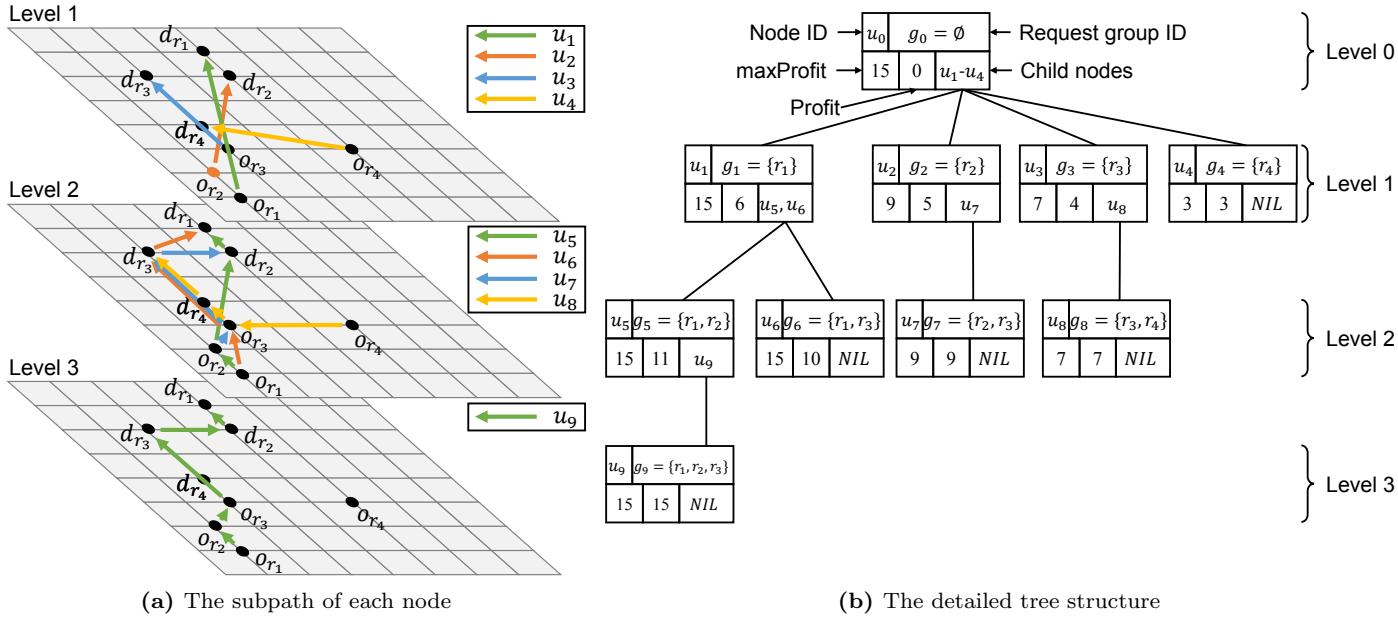 Level 1
d_{r_1}
d_{r_3}
d_{r_2}
d_{r_4}
o_{r_3}
o_{r_4}
o_{r_2}
o_{r_1}
u_1
u_2
u_3
u_4
Level 2
d_{r_1}
d_{r_3}
d_{r_2}
d_{r_4}
o_{r_3}
o_{r_4}
o_{r_2}
o_{r_1}
u_5
u_6
u_7
u_8
Level 3
d_{r_1}
d_{r_3}
d_{r_2}
d_{r_4}
o_{r_3}
o_{r_4}
o_{r_2}
o_{r_1}
u_9
(a) The subpath of each node
Node ID
u_0 g_0 = ∅
Request group ID
maxProfit
15 0 u_1-u_4
Child nodes
Profit
Level 0
u_1 g_1 = {r_1}
15 6 u_5, u_6
u_2 g_2 = {r_2}
9 5 u_7
u_3 g_3 = {r_3}
7 4 u_8
u_4 g_4 = {r_4}
3 3 NIL
Level 1
u_5 g_5 = {r_1, r_2}
15 11 u_9
u_6 g_6 = {r_1, r_3}
15 10 NIL
u_7 g_7 = {r_2, r_3}
9 9 NIL
u_8 g_8 = {r_3, r_4}
7 7 NIL
Level 2
u_9 g_9 = {r_1, r_2, r_3}
15 15 NIL
Level 3
(b) The detailed tree structure